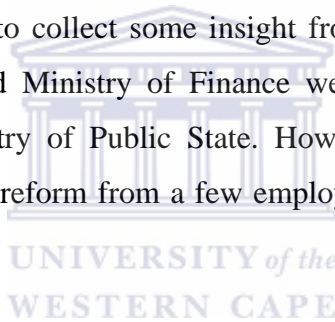 to collect some insight fro
d Ministry of Finance we
try of Public State. How
reform from a few employ
UNIVERSITY of the
WESTERN CAPE